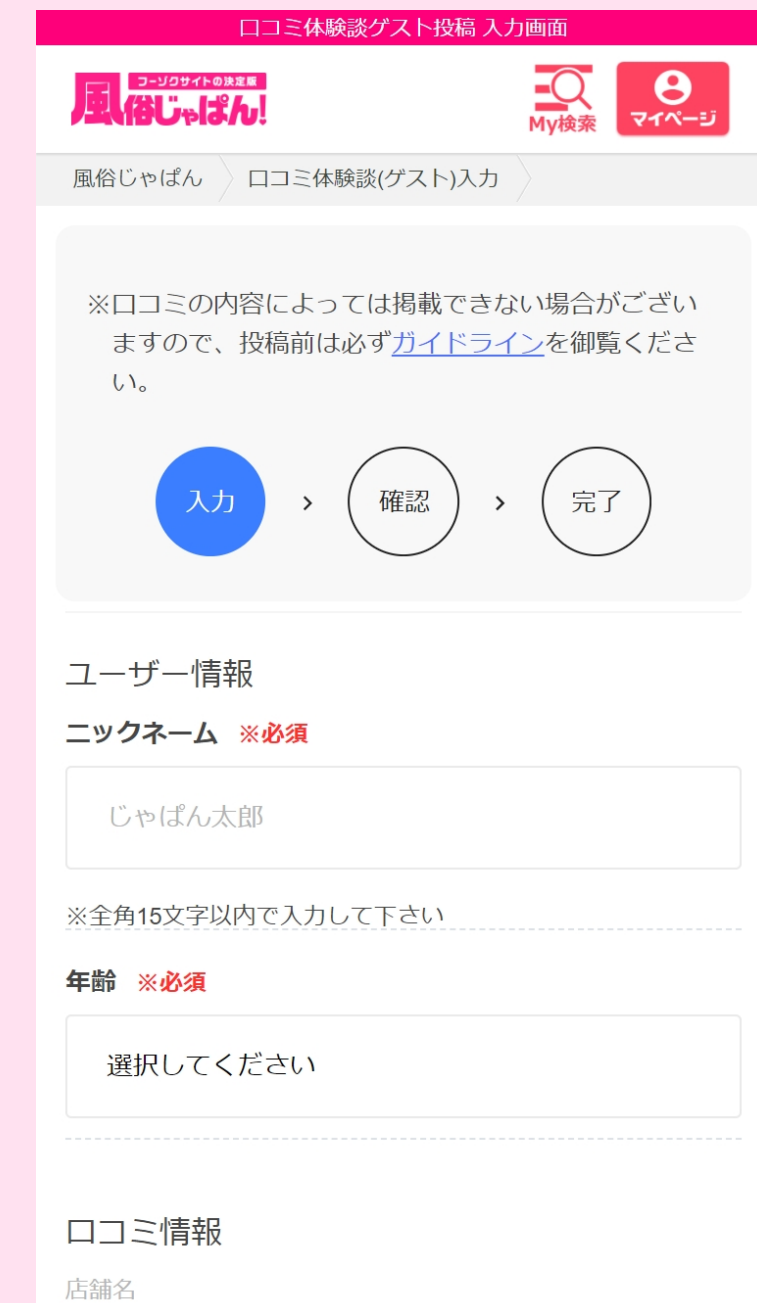 口コミ体験談ゲスト投稿 入力画面
フーゾクサイトの決定版
風俗じゃぱん!
My検索
マイページ
風俗じゃぱん
口コミ体験談(ゲスト)入力
※口コミの内容によっては掲載できない場合がござい
ますので、投稿前は必ずガイドラインを御覧くださ
い。
入力 › 確認 › 完了
ユーザー情報
ニックネーム ※必須
じゃぱん太郎
※全角15文字以内で入力して下さい
年齢 ※必須
選択してください
口コミ情報
店舗名